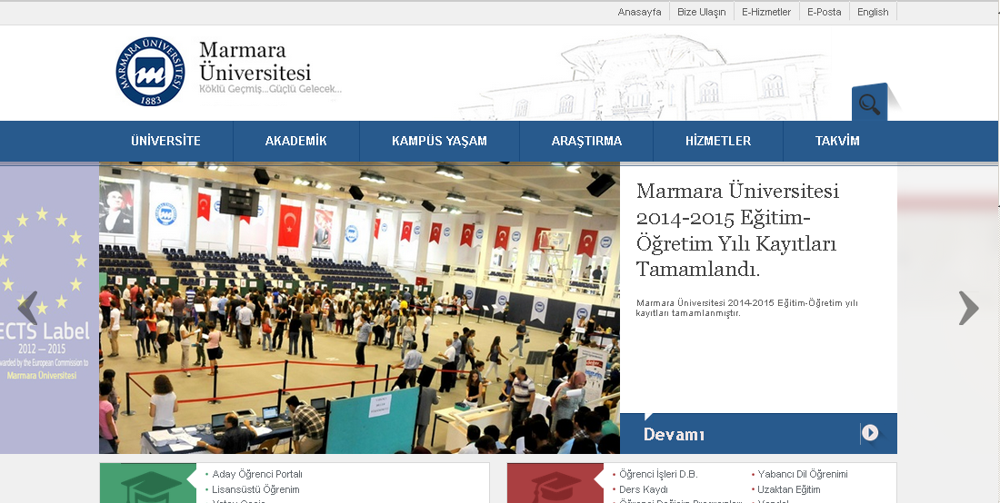 Anasayfa Bize Ulaşın E-Hizmetler E-Posta English
MARMARA ÜNİVERSİTESİ
1883
Marmara
Üniversitesi
Köklü Geçmiş...Güçlü Gelecek...
ÜNİVERSİTE AKADEMİK KAMPÜS YAŞAM ARAŞTIRMA HİZMETLER TAKVİM
ECTS Label
2012 — 2015
warded by the European Commission to
Marmara Üniversitesi
Marmara Üniversitesi
2014-2015 Eğitim-
Öğretim Yılı Kayıtları
Tamamlandı.
Marmara Üniversitesi 2014-2015 Eğitim-Öğretim yılı
kayıtları tamamlanmıştır.
Devamı
• Aday Öğrenci Portalı
• Lisansüstü Öğrenim
• Öğrenci İşleri D.B.
• Ders Kaydı
• Yabancı Dil Öğrenimi
• Uzaktan Eğitim